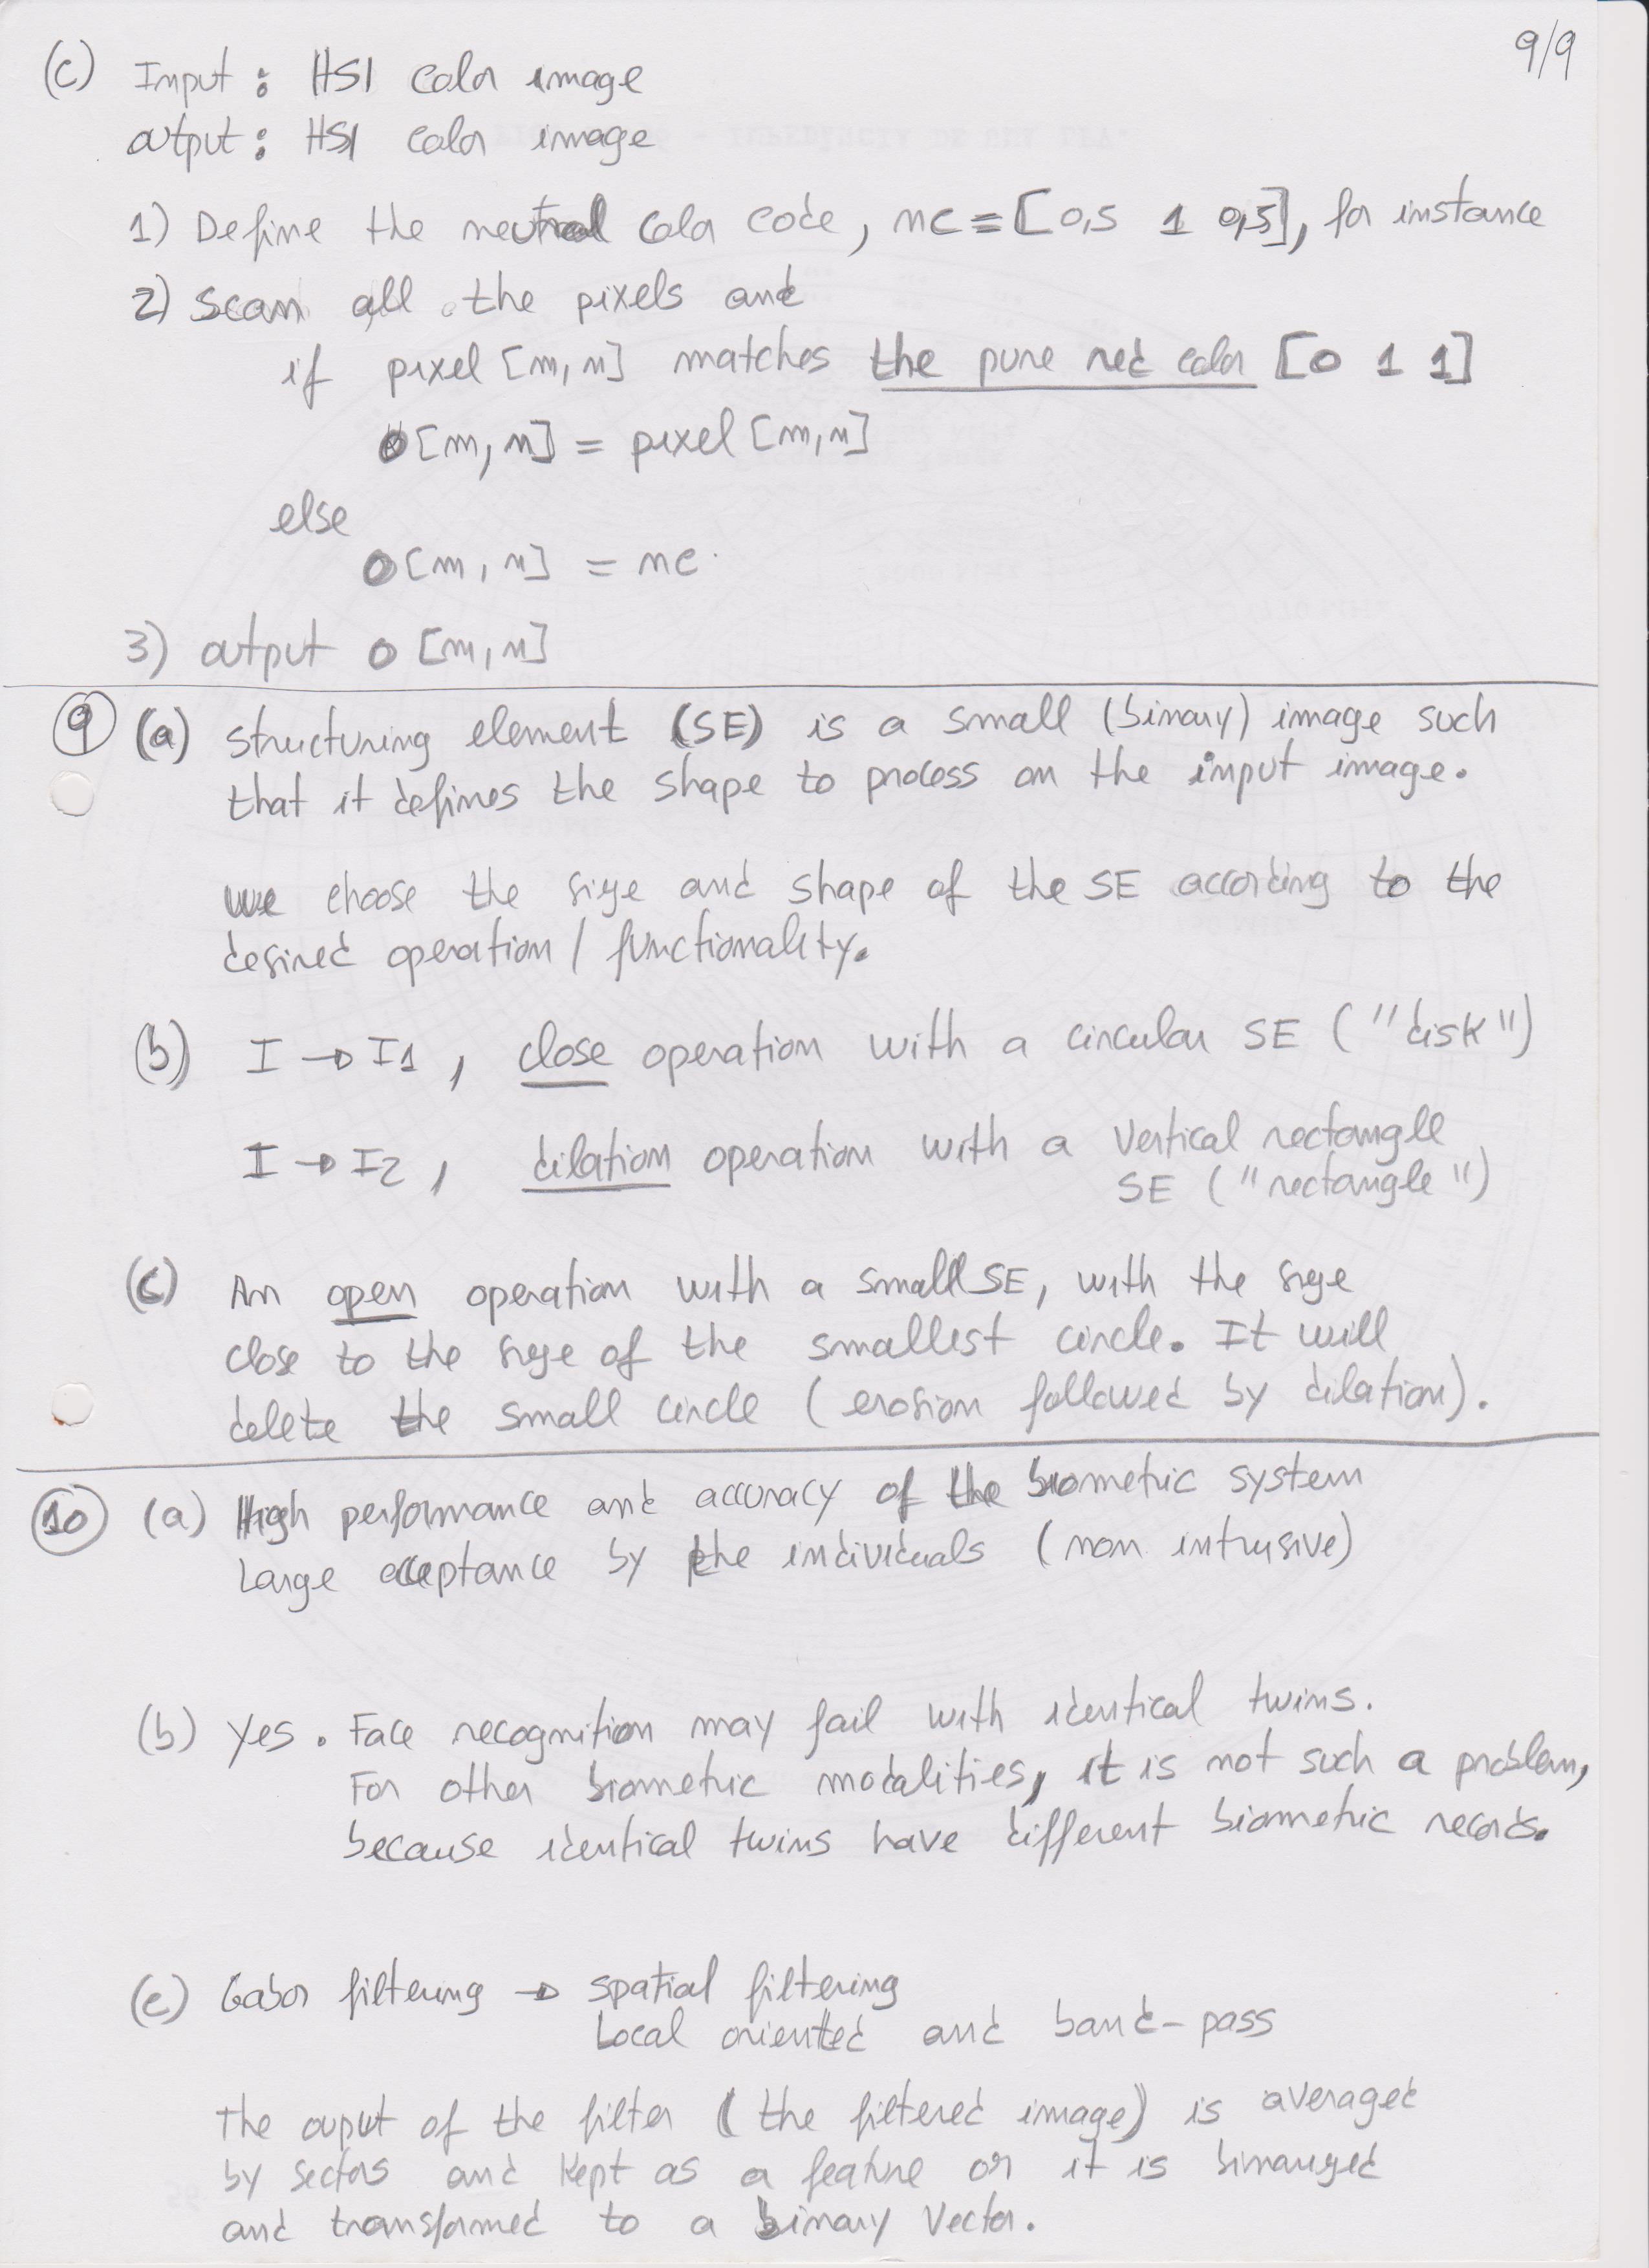 9/9
(c) Input : HSI color image
output : HSI color image
1) Define the neutral color code, nc = [0,5 1 0,5], for instance
2) Scan all the pixels and
if pixel [m,n] matches the pure red color [0 1 1]
O[m,n] = pixel [m,n]
else
O[m,n] = nc.
3) output O [m,n]
9 (a) structuring element (SE) is a small (binary) image such
that it defines the shape to process on the input image.
we choose the size and shape of the SE according to the
desired operation / functionality.
(b) I → I1, close operation with a circular SE ("disk")
I → I2, dilation operation with a vertical rectangle
SE ("rectangle")
(c) An open operation with a small SE, with the size
close to the size of the smallest circle. It will
delete the small circle (erosion followed by dilation).
10 (a) High performance and accuracy of the biometric system
Large acceptance by the individuals (non intrusive)
(b) Yes. Face recognition may fail with identical twins.
For other biometric modalities, it is not such a problem,
because identical twins have different biometric records.
(c) Gabor filtering → spatial filtering
Local oriented and band-pass
The ouput of the filter (the filtered image) is averaged
by sectors and kept as a feature or it is binarized
and transformed to a binary vector.